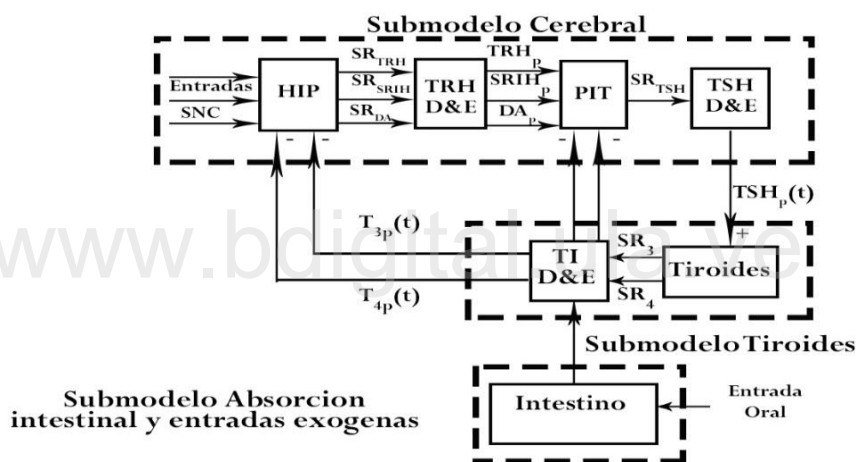 Submodelo Cerebral
Entradas
SNC
HIP
SR_TRH
SR_SRIH
SR_DA
TRH
D&E
TRH_P
SRIH_P
DA_P
PIT
SR_TSH
TSH
D&E
-
-
-
-
TSH_p(t)
T_3p(t)
T_4p(t)
www.bdigital.ula.ve
TI
D&E
SR_3
SR_4
+
Tiroides
Submodelo Tiroides
Submodelo Absorcion
intestinal y entradas exogenas
Intestino
Entrada
Oral